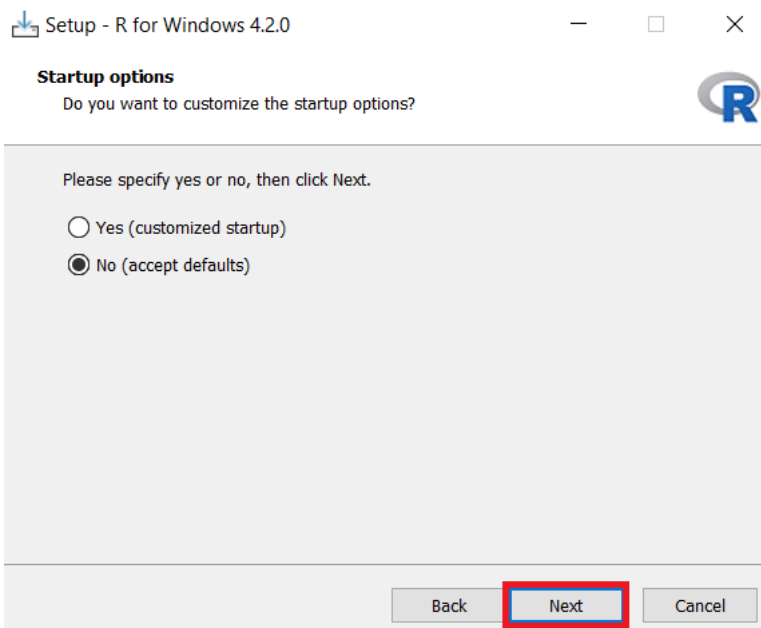 Setup - R for Windows 4.2.0
Startup options
Do you want to customize the startup options?
R
Please specify yes or no, then click Next.
Yes (customized startup)
No (accept defaults)
Back Next Cancel